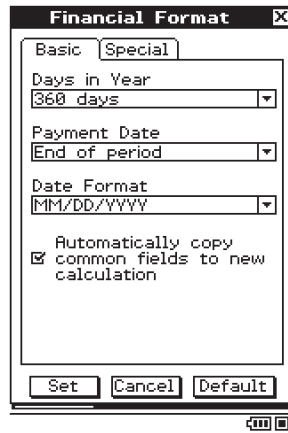 Financial Format
Basic Special
Days in Year
360 days
Payment Date
End of period
Date Format
MM/DD/YYYY
Automatically copy
common fields to new
calculation
Set Cancel Default